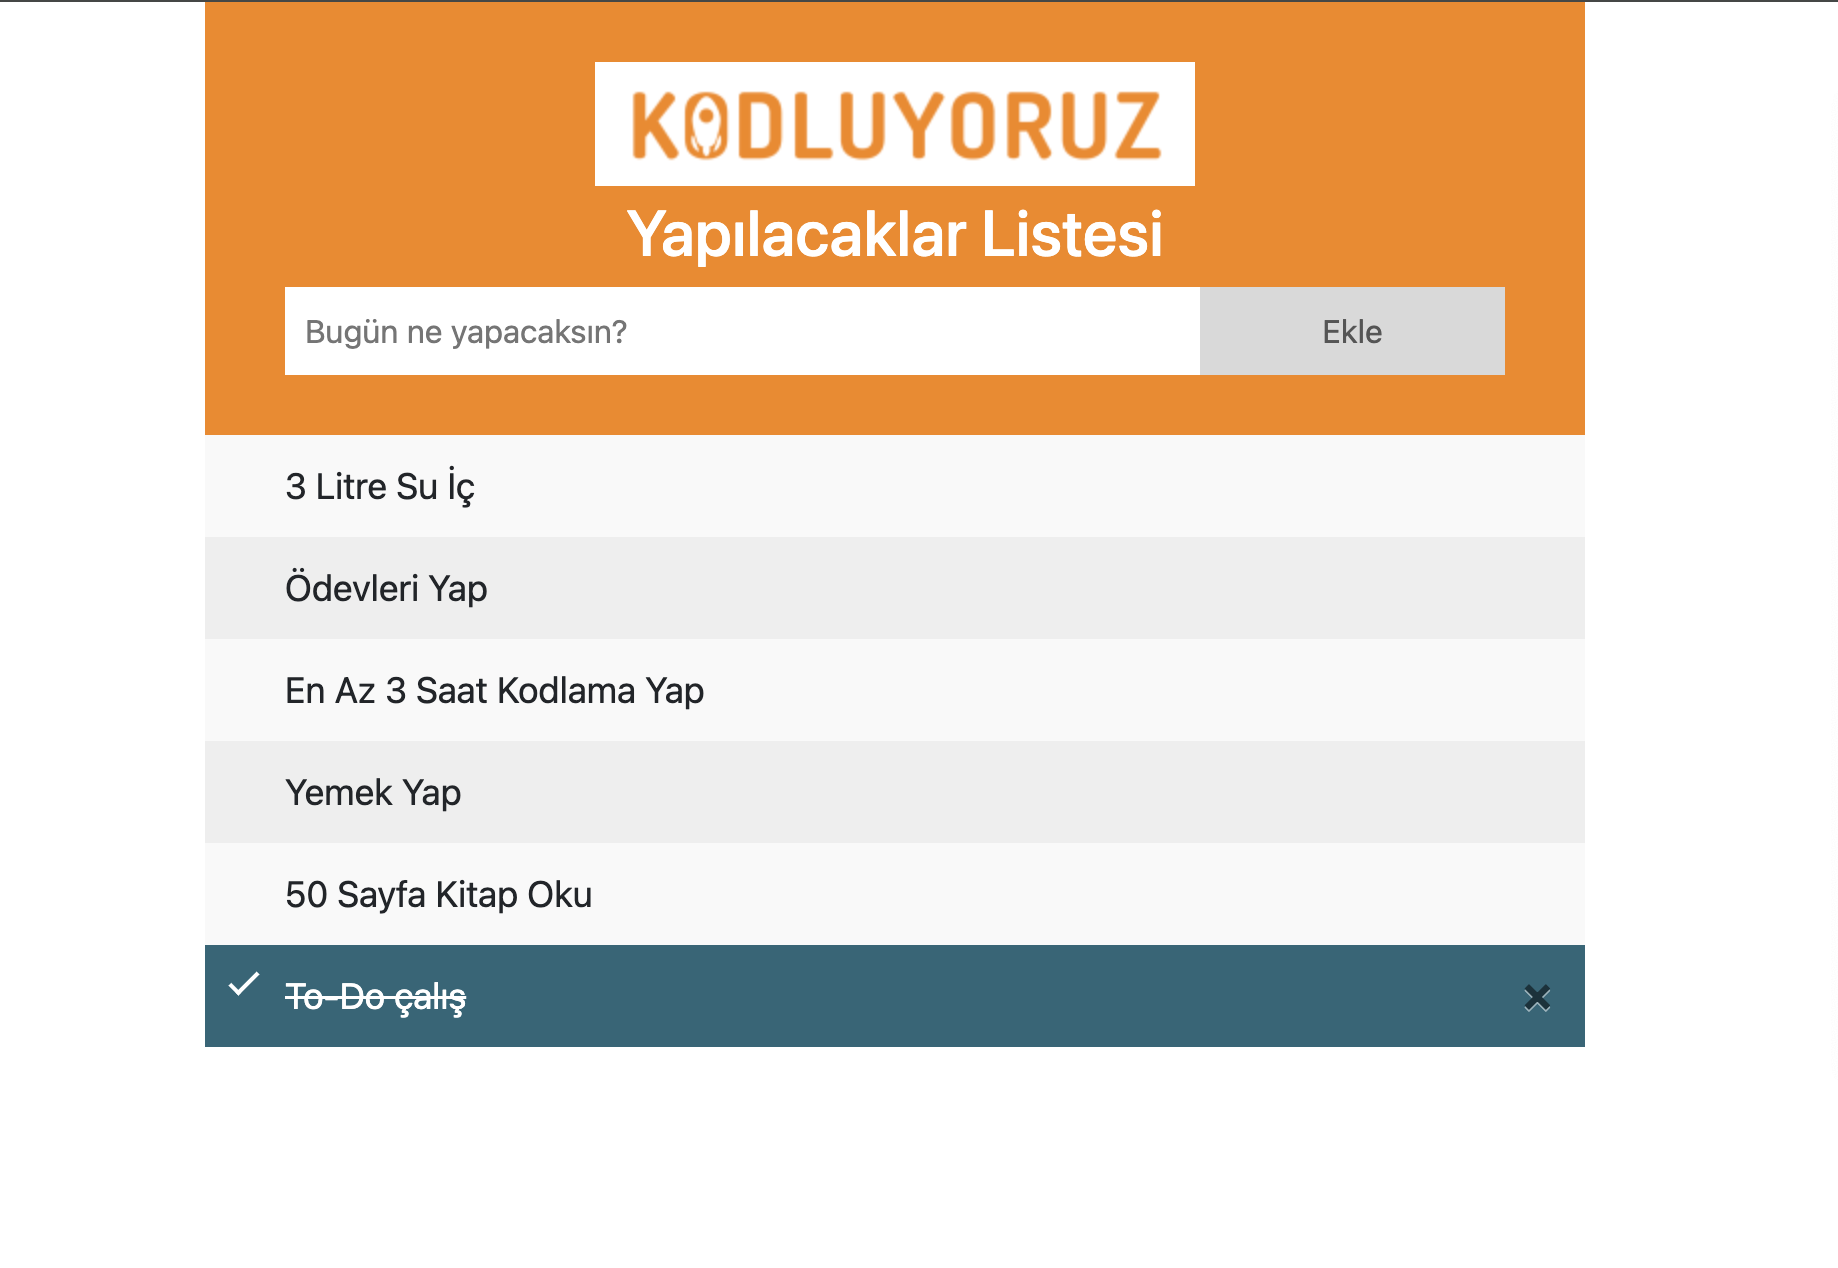 KODLUYORUZ
Yapılacaklar Listesi
Bugün ne yapacaksın?
Ekle
3 Litre Su İç
Ödevleri Yap
En Az 3 Saat Kodlama Yap
Yemek Yap
50 Sayfa Kitap Oku
To-Do çalış